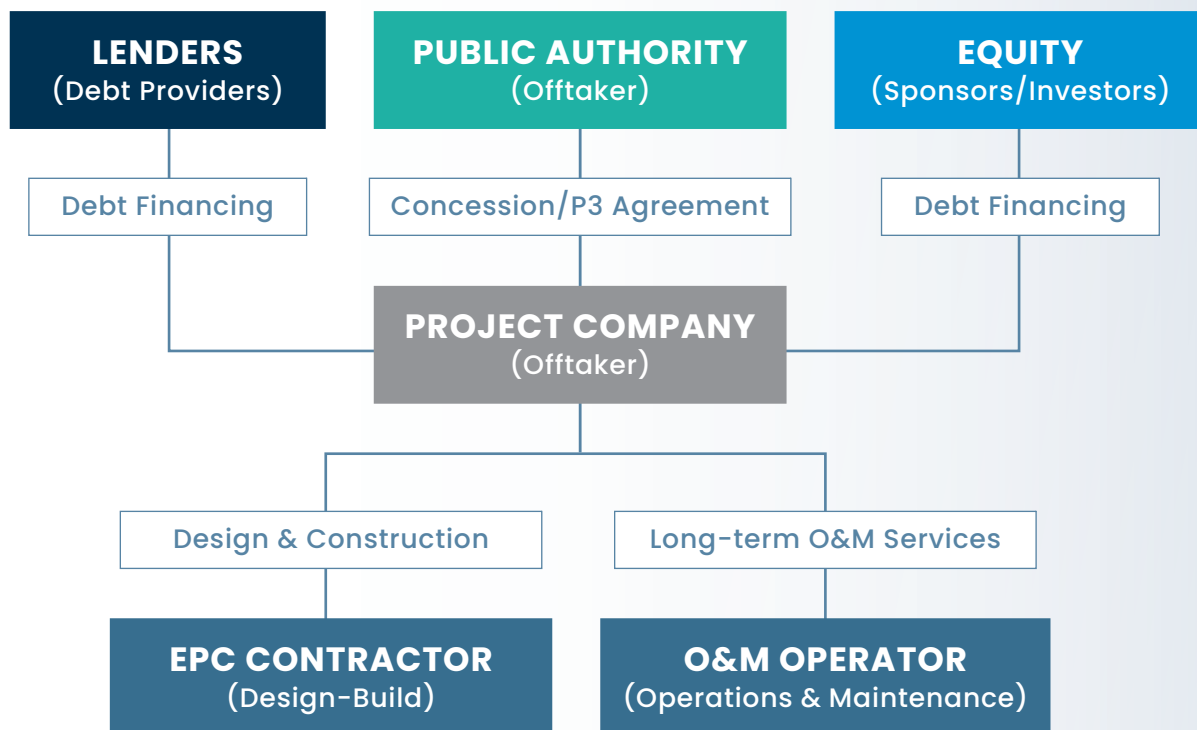 LENDERS
(Debt Providers)
PUBLIC AUTHORITY
(Offtaker)
EQUITY
(Sponsors/Investors)
Debt Financing
Concession/P3 Agreement
Debt Financing
PROJECT COMPANY
(Offtaker)
Design & Construction
Long-term O&M Services
EPC CONTRACTOR
(Design-Build)
O&M OPERATOR
(Operations & Maintenance)